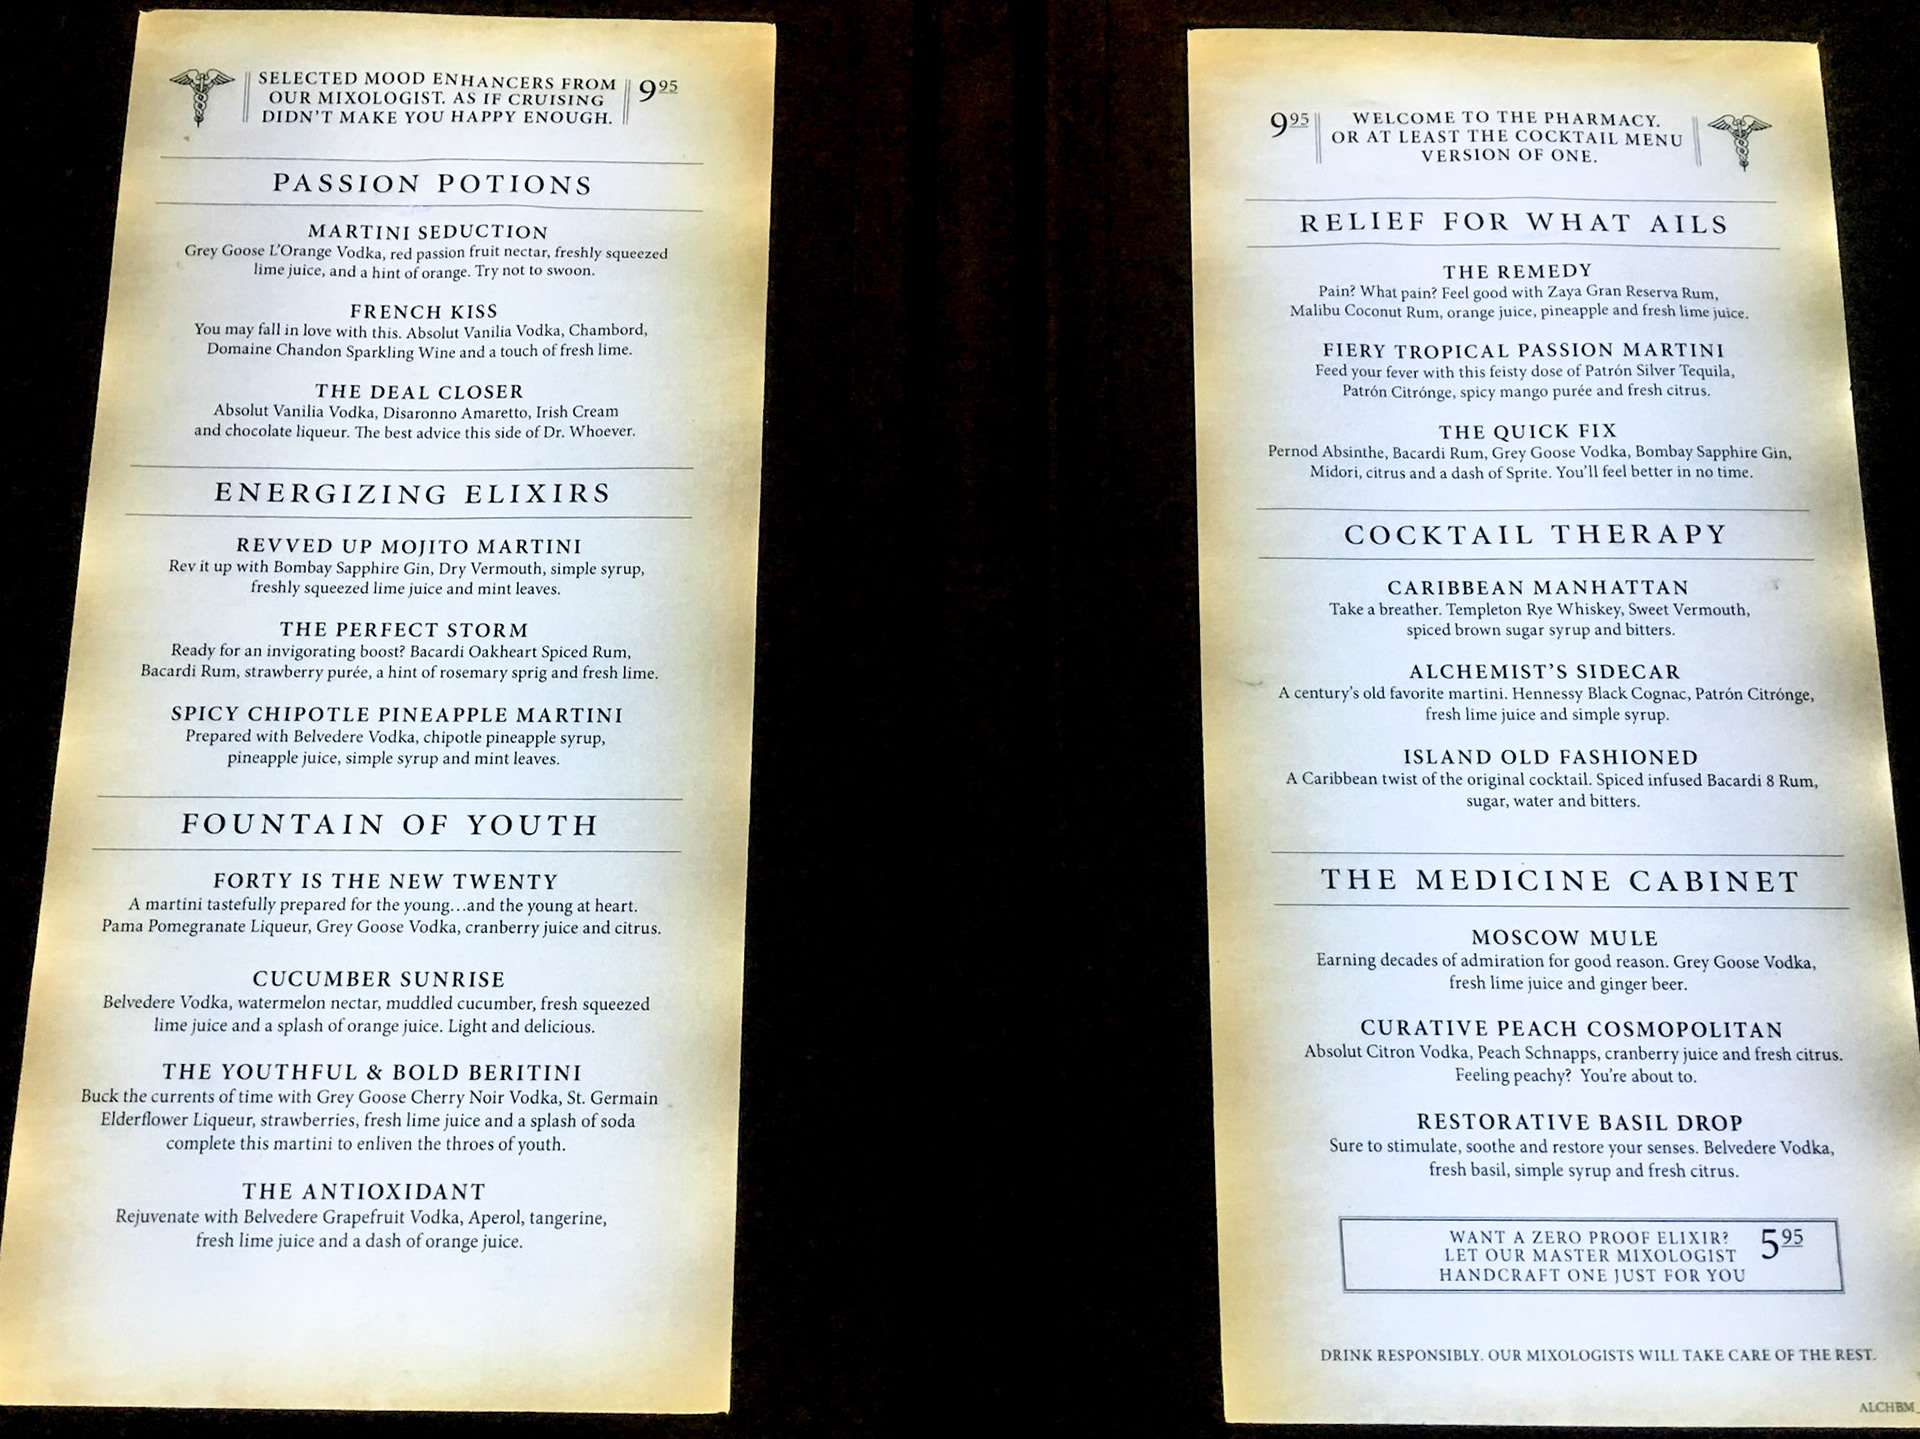 SELECTED MOOD ENHANCERS FROM
OUR MIXOLOGIST. AS IF CRUISING
DIDN'T MAKE YOU HAPPY ENOUGH.
9 95
PASSION POTIONS
MARTINI SEDUCTION
Grey Goose L'Orange Vodka, red passion fruit nectar, freshly squeezed
lime juice, and a hint of orange. Try not to swoon.
FRENCH KISS
You may fall in love with this. Absolut Vanilia Vodka, Chambord,
Domaine Chandon Sparkling Wine and a touch of fresh lime.
THE DEAL CLOSER
Absolut Vanilia Vodka, Disaronno Amaretto, Irish Cream
and chocolate liqueur. The best advice this side of Dr. Whoever.
ENERGIZING ELIXIRS
REVVED UP MOJITO MARTINI
Rev it up with Bombay Sapphire Gin, Dry Vermouth, simple syrup,
freshly squeezed lime juice and mint leaves.
THE PERFECT STORM
Ready for an invigorating boost? Bacardi Oakheart Spiced Rum,
Bacardi Rum, strawberry purée, a hint of rosemary sprig and fresh lime.
SPICY CHIPOTLE PINEAPPLE MARTINI
Prepared with Belvedere Vodka, chipotle pineapple syrup,
pineapple juice, simple syrup and mint leaves.
FOUNTAIN OF YOUTH
FORTY IS THE NEW TWENTY
A martini tastefully prepared for the young...and the young at heart.
Pama Pomegranate Liqueur, Grey Goose Vodka, cranberry juice and citrus.
CUCUMBER SUNRISE
Belvedere Vodka, watermelon nectar, muddled cucumber, fresh squeezed
lime juice and a splash of orange juice. Light and delicious.
THE YOUTHFUL & BOLD BERITINI
Buck the currents of time with Grey Goose Cherry Noir Vodka, St. Germain
Elderflower Liqueur, strawberries, fresh lime juice and a splash of soda
complete this martini to enliven the throes of youth.
THE ANTIOXIDANT
Rejuvenate with Belvedere Grapefruit Vodka, Aperol, tangerine,
fresh lime juice and a dash of orange juice.
9 95
WELCOME TO THE PHARMACY.
OR AT LEAST THE COCKTAIL MENU
VERSION OF ONE.
RELIEF FOR WHAT AILS
THE REMEDY
Pain? What pain? Feel good with Zaya Gran Reserva Rum,
Malibu Coconut Rum, orange juice, pineapple and fresh lime juice.
FIERY TROPICAL PASSION MARTINI
Feed your fever with this feisty dose of Patrón Silver Tequila,
Patrón Citrónge, spicy mango purée and fresh citrus.
THE QUICK FIX
Pernod Absinthe, Bacardi Rum, Grey Goose Vodka, Bombay Sapphire Gin,
Midori, citrus and a dash of Sprite. You'll feel better in no time.
COCKTAIL THERAPY
CARIBBEAN MANHATTAN
Take a breather. Templeton Rye Whiskey, Sweet Vermouth,
spiced brown sugar syrup and bitters.
ALCHEMIST'S SIDECAR
A century's old favorite martini. Hennessy Black Cognac, Patrón Citrónge,
fresh lime juice and simple syrup.
ISLAND OLD FASHIONED
A Caribbean twist of the original cocktail. Spiced infused Bacardi 8 Rum,
sugar, water and bitters.
THE MEDICINE CABINET
MOSCOW MULE
Earning decades of admiration for good reason. Grey Goose Vodka,
fresh lime juice and ginger beer.
CURATIVE PEACH COSMOPOLITAN
Absolut Citron Vodka, Peach Schnapps, cranberry juice and fresh citrus.
Feeling peachy? You're about to.
RESTORATIVE BASIL DROP
Sure to stimulate, soothe and restore your senses. Belvedere Vodka,
fresh basil, simple syrup and fresh citrus.
WANT A ZERO PROOF ELIXIR?
LET OUR MASTER MIXOLOGIST
HANDCRAFT ONE JUST FOR YOU
5 95
DRINK RESPONSIBLY. OUR MIXOLOGISTS WILL TAKE CARE OF THE REST.
ALCHBM_